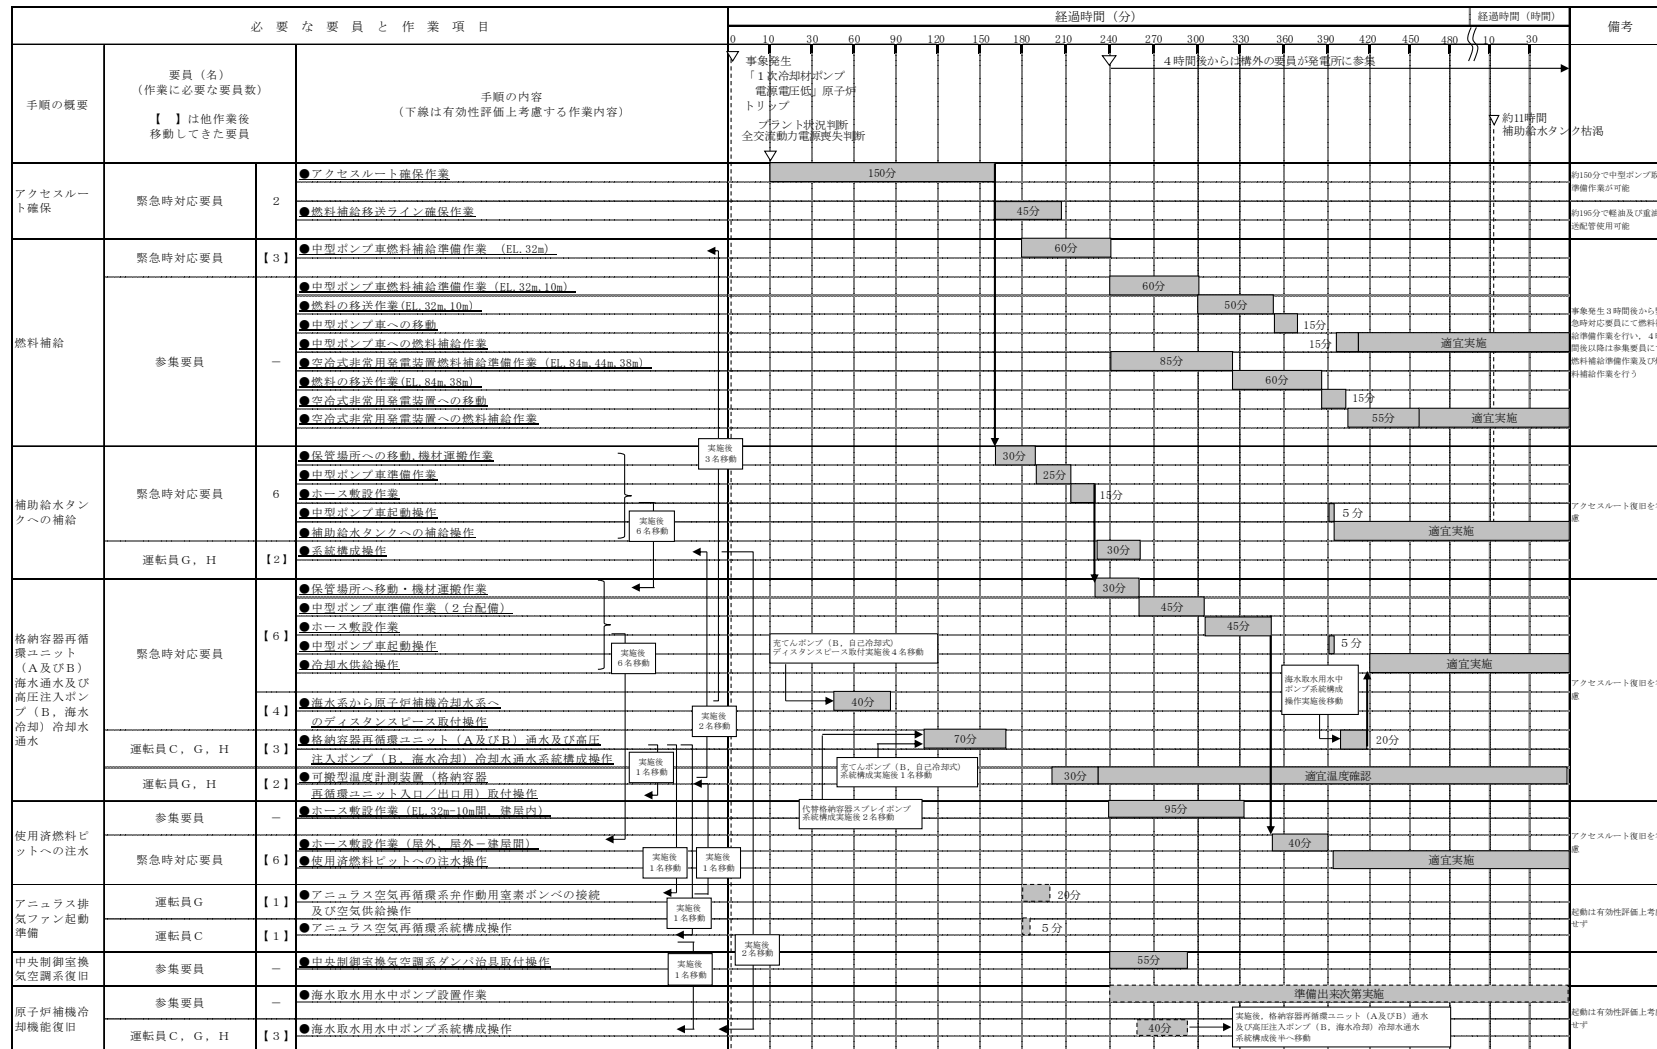 必要な要員と作業項目
経過時間（分）
経過時間（時間）
備考
0 10 30 60 90 120 150 180 210 240 270 300 330 360 390 420 450 480 10 30
手順の概要
要員（名）
（作業に必要な要員数）
【　】は他作業後
移動してきた要員
手順の内容
（下線は有効性評価上考慮する作業内容）
事象発生
「１次冷却材ポンプ
電源電圧低」原子炉
トリップ
プラント状況判断
全交流動力電源喪失判断
４時間後からは構外の要員が発電所に参集
約11時間
補助給水タンク枯渇
アクセスルー
ト確保
緊急時対応要員
2
●アクセスルート確保作業
150分
約150分で中型ポンプ
準備作業が可能
●燃料補給移送ライン確保作業
45分
約195分で軽油及び重油
送配管使用可能
燃料補給
緊急時対応要員
【3】
●中型ポンプ車燃料補給準備作業　(EL.32m)
60分
参集要員
－
●中型ポンプ車燃料補給準備作業（EL.32m,10m）
60分
●燃料の移送作業(EL.32m,10m)
50分
●中型ポンプ車への移動
15分
●中型ポンプ車への燃料補給作業
15分
適宜実施
●空冷式非常用発電装置燃料補給準備作業（EL.84m,44m,38m）
85分
●燃料の移送作業(EL.84m,38m)
60分
●空冷式非常用発電装置への移動
15分
●空冷式非常用発電装置への燃料補給作業
55分
適宜実施
事象発生３時間後から
急時対応要員にて燃料
給準備作業を行い，４
間後以降は参集要員に
燃料補給準備作業及び
料補給作業を行う
補助給水タン
クへの補給
緊急時対応要員
6
●保管場所への移動,機材運搬作業
30分
●中型ポンプ車準備作業
25分
●ホース敷設作業
15分
●中型ポンプ車起動操作
５分
●補助給水タンクへの補給操作
適宜実施
実施後
３名移動
実施後
６名移動
アクセスルート復旧を
慮
運転員Ｇ，Ｈ
【2】
●系統構成操作
30分
格納容器再循
環ユニット
（Ａ及びＢ）
海水通水及び
高圧注入ポン
プ（Ｂ，海水
冷却）冷却水
通水
緊急時対応要員
【6】
●保管場所へ移動・機材運搬作業
30分
●中型ポンプ車準備作業（２台配備）
45分
●ホース敷設作業
45分
●中型ポンプ車起動操作
５分
●冷却水供給操作
適宜実施
実施後
６名移動
充てんポンプ（Ｂ，自己冷却式）
ディスタンスピース取付実施後４名移動
海水取水用水中
ポンプ系統構成
操作実施後移動
アクセスルート復旧を
慮
【4】
●海水系から原子炉補機冷却水系へ
のディスタンスピース取付操作
40分
実施後
２名移動
運転員Ｃ，Ｇ，Ｈ
【3】
●格納容器再循環ユニット（Ａ及びＢ）通水及び高圧
注入ポンプ（Ｂ，海水冷却）冷却水通水系統構成操作
70分
20分
実施後
１名移動
充てんポンプ（Ｂ，自己冷却式）
系統構成実施後１名移動
運転員Ｇ，Ｈ
【2】
●可搬型温度計測装置（格納容器
再循環ユニット入口／出口用）取付操作
30分
適宜温度確認
代替格納容器スプレイポンプ
系統構成実施後２名移動
使用済燃料ピ
ットへの注水
参集要員
－
●ホース敷設作業（EL.32m-10m間，建屋内）
95分
緊急時対応要員
【6】
●ホース敷設作業（屋外，屋外－建屋間）
40分
●使用済燃料ピットへの注水操作
適宜実施
実施後
１名移動
実施後
１名移動
アクセスルート復旧を
慮
アニュラス排
気ファン起動
準備
運転員Ｇ
【1】
●アニュラス空気再循環系弁作動用窒素ボンベの接続
及び空気供給操作
20分
実施後
１名移動
運転員Ｃ
【1】
●アニュラス空気再循環系統構成操作
５分
起動は有効性評価上考
せず
中央制御室換
気空調系復旧
参集要員
－
●中央制御室換気空調系ダンパ治具取付操作
55分
実施後
１名移動
実施後
２名移動
原子炉補機冷
却機能復旧
参集要員
－
●海水取水用水中ポンプ設置作業
準備出来次第実施
運転員Ｃ，Ｇ，Ｈ
【3】
●海水取水用水中ポンプ系統構成操作
40分
実施後，格納容器再循環ユニット（Ａ及びＢ）通水
及び高圧注入ポンプ（Ｂ，海水冷却）冷却水通水
系統構成後半へ移動
起動は有効性評価上考
せず